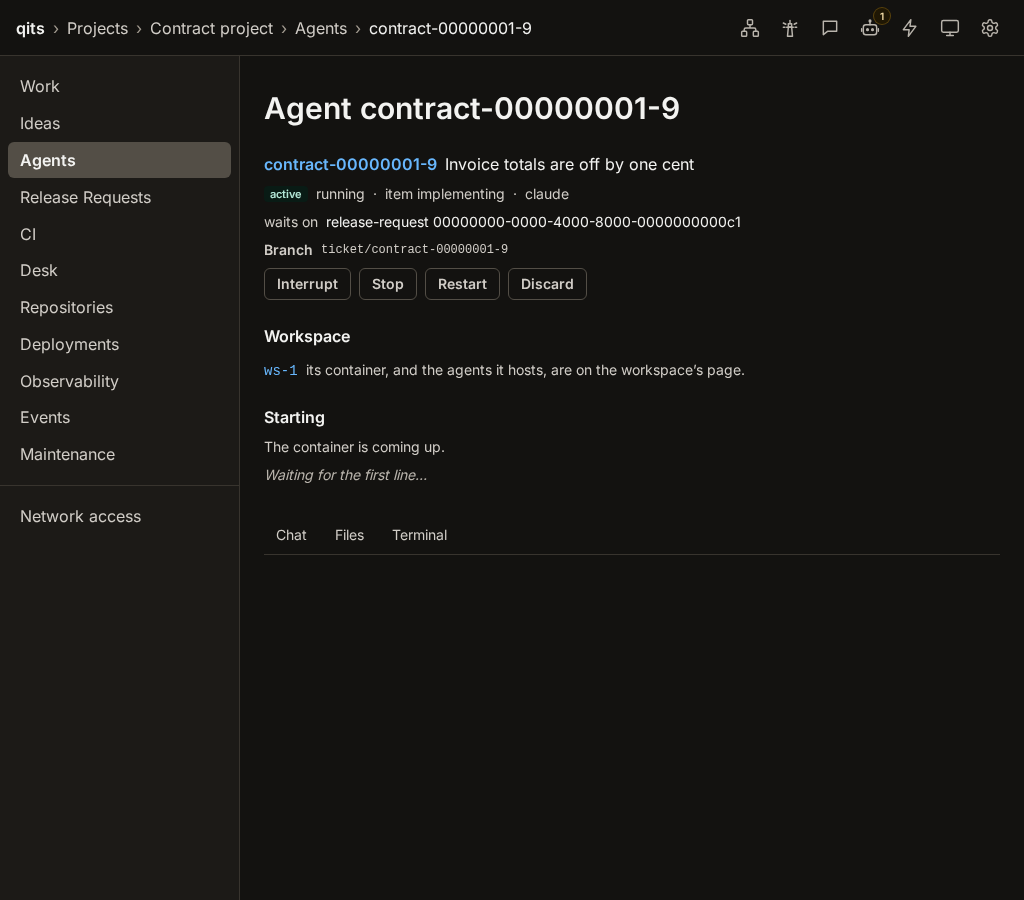 qits › Projects › Contract project › Agents › contract-00000001-9
1
Work
Ideas
Agents
Release Requests
CI
Desk
Repositories
Deployments
Observability
Events
Maintenance
Network access
Agent contract-00000001-9
contract-00000001-9 Invoice totals are off by one cent
active running · item implementing · claude
waits on release-request 00000000-0000-4000-8000-0000000000c1
Branch ticket/contract-00000001-9
Interrupt Stop Restart Discard
Workspace
ws-1 its container, and the agents it hosts, are on the workspace’s page.
Starting
The container is coming up.
Waiting for the first line…
Chat Files Terminal